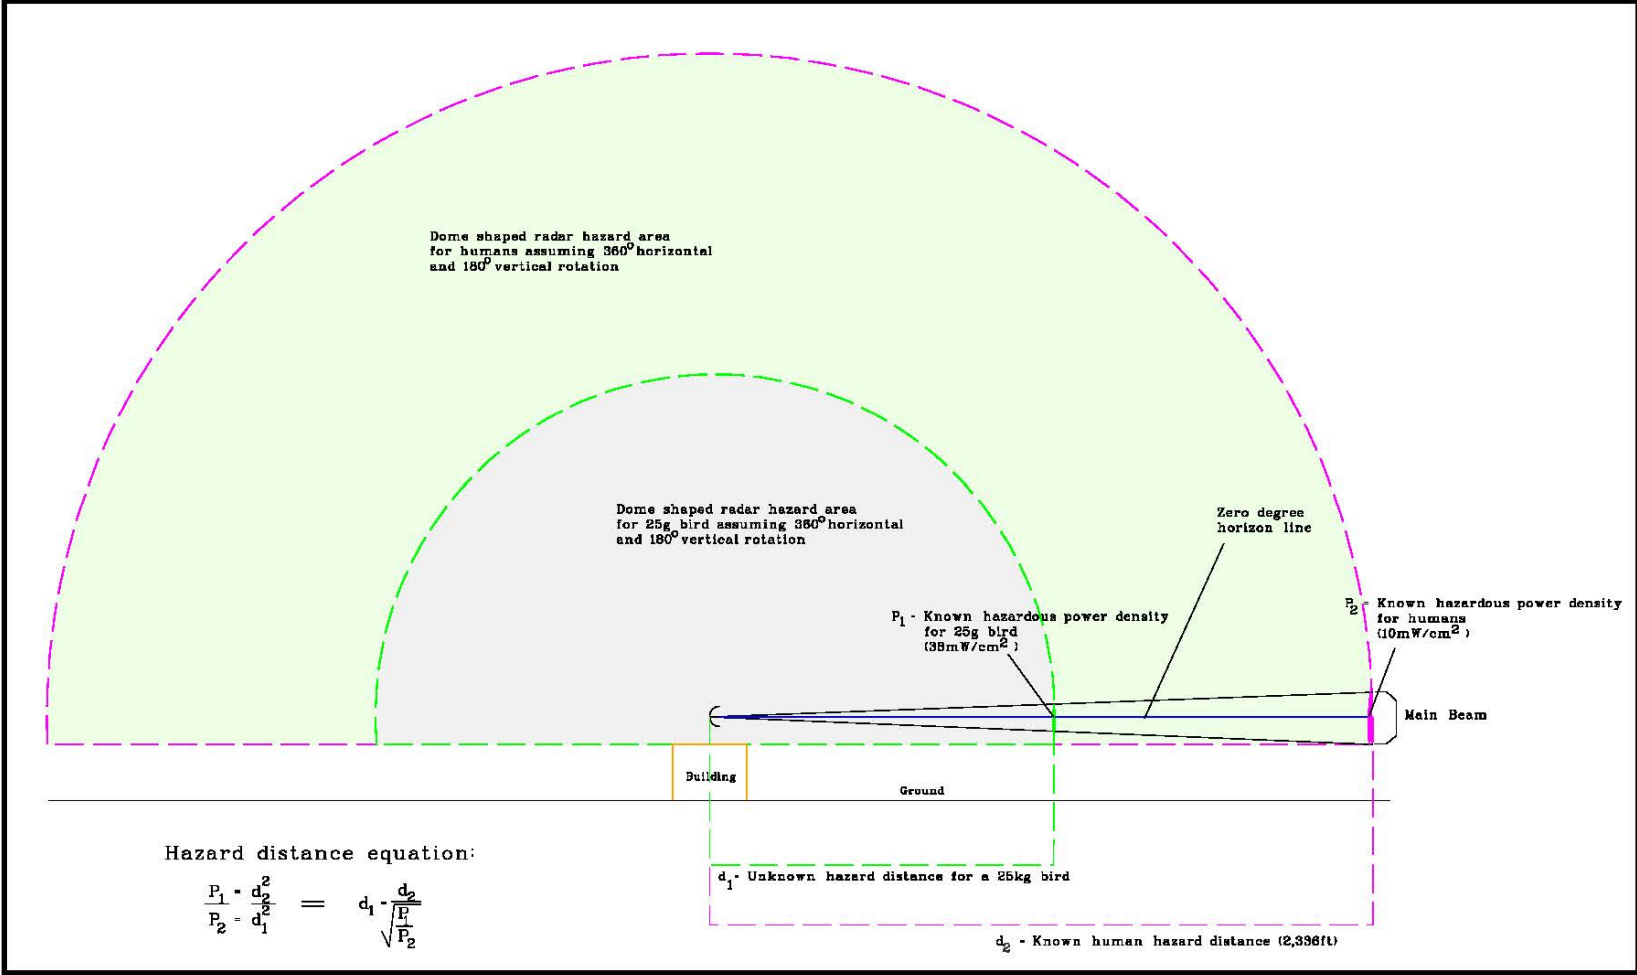 Dome shaped radar hazard area
for humans assuming 360° horizontal
and 180° vertical rotation
Dome shaped radar hazard area
for 25g bird assuming 360° horizontal
and 180° vertical rotation
Zero degree
horizon line
P1 - Known hazardous power density
for 25g bird
(38mW/cm2)
P2 - Known hazardous power density
for humans
(10mW/cm2)
Main Beam
Building
Ground
Hazard distance equation:
P1/P2 = d2²/d1² = d1 - d2/√(P1/P2)
d1 - Unknown hazard distance for a 25kg bird
d2 - Known human hazard distance (2,336ft)